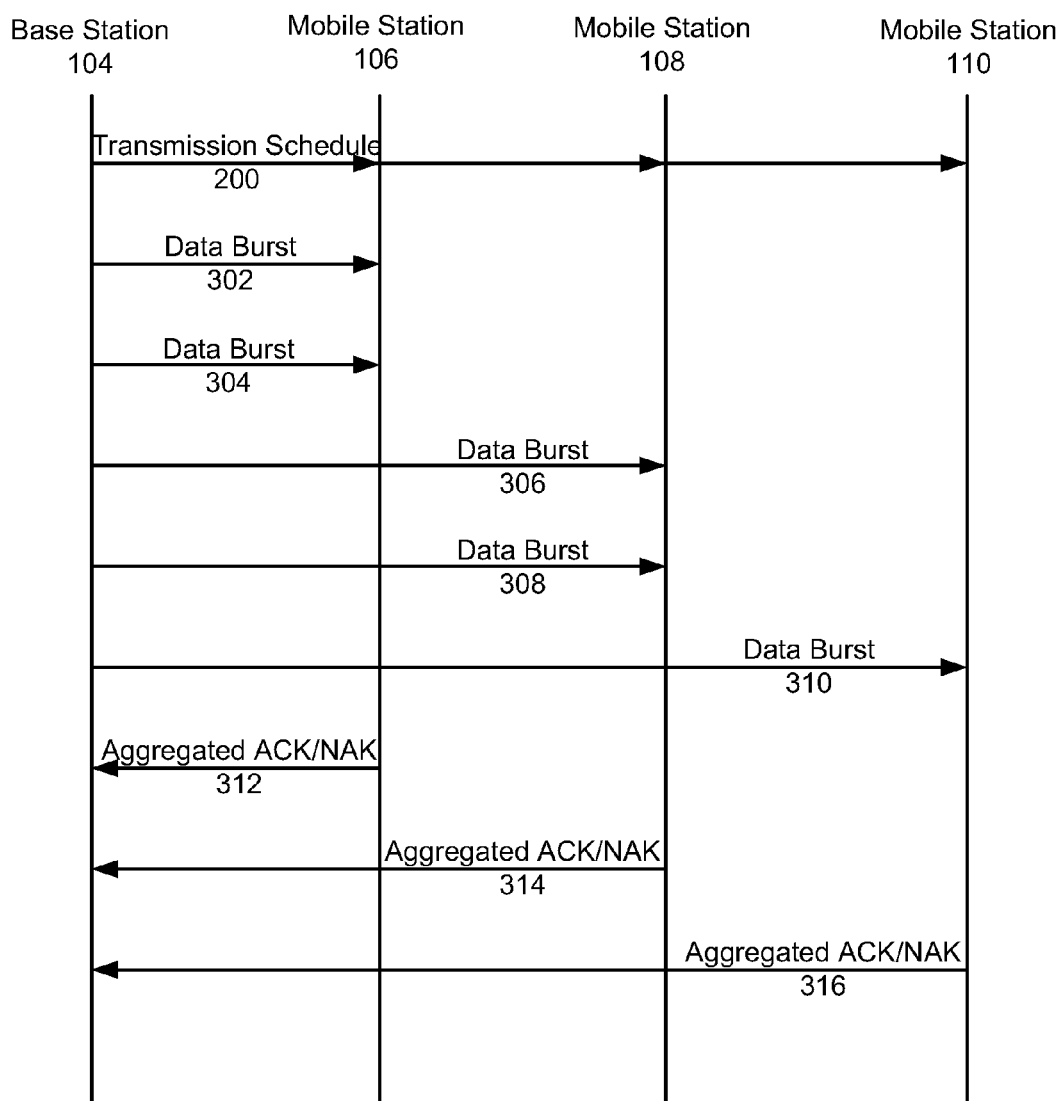 Base Station
104
Mobile Station
106
Mobile Station
108
Mobile Station
110
Transmission Schedule
200
Data Burst
302
Data Burst
304
Data Burst
306
Data Burst
308
Data Burst
310
Aggregated ACK/NAK
312
Aggregated ACK/NAK
314
Aggregated ACK/NAK
316